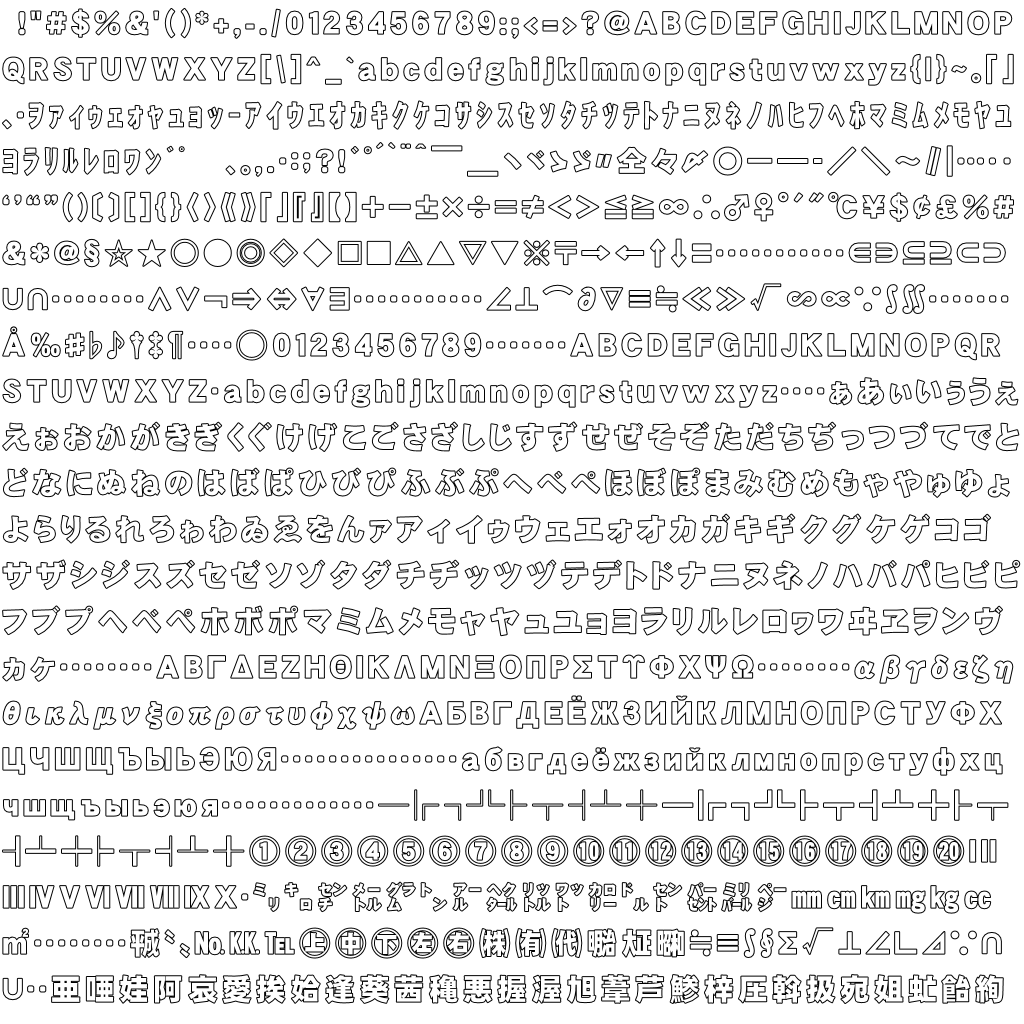 !"#$%&'()*+,-./0123456789:;<=>?@ABCDEFGHIJKLMNOP
QRSTUVWXYZ[\]^_`abcdefghijklmnopqrstuvwxyz{|}~｡｢｣
､･ｦｧｨｩｪｫｬｭｮｯｰｱｲｳｴｵｶｷｸｹｺｻｼｽｾｿﾀﾁﾂﾃﾄﾅﾆﾇﾈﾉﾊﾋﾌﾍﾎﾏﾐﾑﾒﾓﾔﾕ
ﾖﾗﾘﾙﾚﾛﾜﾝﾞﾟ 、。，．・：；？！゛゜´｀¨＾￣＿ヽヾゝゞ〃仝々〆〇ー―‐／＼～∥｜…‥
‘’“”（）〔〕［］｛｝〈〉《》「」『』【】＋－±×÷＝≠＜＞≦≧∞∴♂♀°′″℃￥＄￠￡％＃
＆＊＠§☆★○●◎◇◆□■△▲▽▼※〒→←↑↓〓・・・・・・・・・・・∈∋⊆⊇⊂⊃
∪∩・・・・・・・・∧∨￢⇒⇔∀∃・・・・・・・・・・・∠⊥⌒∂∇≡≒≪≫√∽∝∵∫∬・・・・・・・
Å‰♯♭♪†‡¶・・・・◯０１２３４５６７８９・・・・・・・ＡＢＣＤＥＦＧＨＩＪＫＬＭＮＯＰＱＲ
ＳＴＵＶＷＸＹＺ・ａｂｃｄｅｆｇｈｉｊｋｌｍｎｏｐｑｒｓｔｕｖｗｘｙｚ・・・・ぁあぃいぅうぇ
えぉおかがきぎくぐけげこごさざしじすずせぜそぞただちぢっつづてでと
どなにぬねのはばぱひびぴふぶぷへべぺほぼぽまみむめもゃやゅゆょ
よらりるれろゎわゐゑをんァアィイゥウェエォオカガキギクグケゲコゴ
サザシジスズセゼソゾタダチヂッツヅテデトドナニヌネノハバパヒビピ
フブプヘベペホボポマミムメモャヤュユョヨラリルレロヮワヰヱヲンヴ
ヵヶ・・・・・・・・ΑΒΓΔΕΖΗΘΙΚΛΜΝΞΟΠΡΣΤΥΦΧΨΩ・・・・・・・・αβγδεζη
θικλμνξοπρστυφχψωАБВГДЕЁЖЗИЙКЛМНОПРСТУФХ
ЦЧШЩЪЫЬЭЮЯ・・・・・・・・・・・・・・・абвгдеёжзийклмнопрстуфхц
чшщъыьэюя・・・・・・・・・・・・・─│┌┐┘└├┬┤┴┼━┃┏┓┛┗┣┳
┫┻╋┠┯┨┷┿①②③④⑤⑥⑦⑧⑨⑩⑪⑫⑬⑭⑮⑯⑰⑱⑲⑳ⅠⅡ
ⅢⅣⅤⅥⅦⅧⅨⅩ・㍉㌔㌢㍍㌘㌧㌃㌶㍑㍗㌍㌦㌣㌫㍊㌻㎜㎝㎞㎎㎏㏄
㎡・・・・・・・・㍻〝〟№㏍℡㊤㊥㊦㊧㊨㈱㈲㈹㍾㍽㍼≒≡∫∮∑√⊥∠∟⊿∵∩
∪・・亜唖娃阿哀愛挨姶逢葵茜穐悪握渥旭葦芦鯵梓圧斡扱宛姐虻飴絢